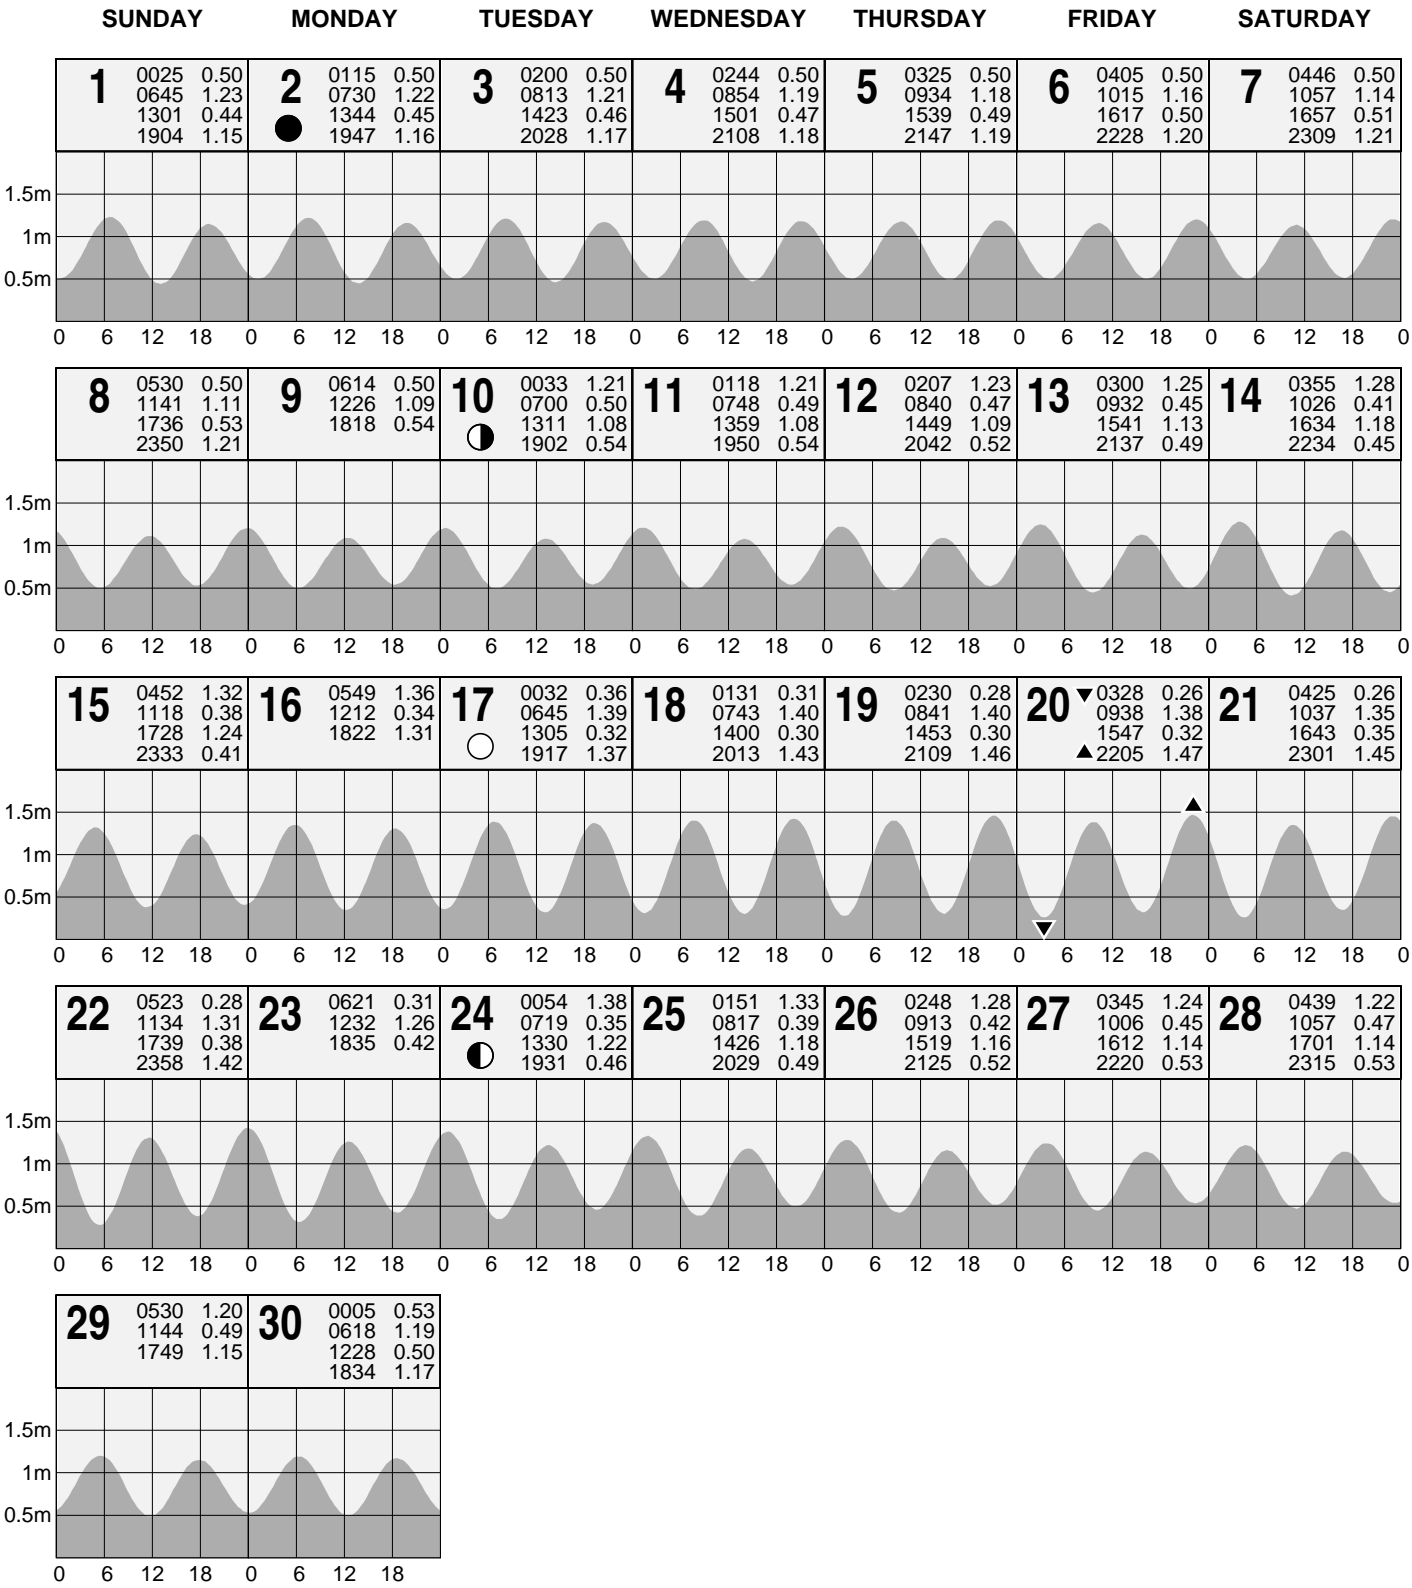 SUNDAY MONDAY TUESDAY WEDNESDAY THURSDAY FRIDAY SATURDAY
1 0025 0.50 2 0115 0.50 3 0200 0.50 4 0244 0.50 5 0325 0.50 6 0405 0.50 7 0446 0.50
0645 1.23 0730 1.22 0813 1.21 0854 1.19 0934 1.18 1015 1.16 1057 1.14
1301 0.44 1344 0.45 1423 0.46 1501 0.47 1539 0.49 1617 0.50 1657 0.51
1904 1.15 1947 1.16 2028 1.17 2108 1.18 2147 1.19 2228 1.20 2309 1.21
1.5m
1m
0.5m
0 6 12 18 0 6 12 18 0 6 12 18 0 6 12 18 0 6 12 18 0 6 12 18 0 6 12 18 0
8 0530 0.50 9 0614 0.50 10 0033 1.21 11 0118 1.21 12 0207 1.23 13 0300 1.25 14 0355 1.28
1141 1.11 1226 1.09 0700 0.50 0748 0.49 0840 0.47 0932 0.45 1026 0.41
1736 0.53 1818 0.54 1311 1.08 1359 1.08 1449 1.09 1541 1.13 1634 1.18
2350 1.21 1902 0.54 1950 0.54 2042 0.52 2137 0.49 2234 0.45
1.5m
1m
0.5m
0 6 12 18 0 6 12 18 0 6 12 18 0 6 12 18 0 6 12 18 0 6 12 18 0 6 12 18 0
15 0452 1.32 16 0549 1.36 17 0032 0.36 18 0131 0.31 19 0230 0.28 20 0328 0.26 21 0425 0.26
1118 0.38 1212 0.34 0645 1.39 0743 1.40 0841 1.40 0938 1.38 1037 1.35
1728 1.24 1822 1.31 1305 0.32 1400 0.30 1453 0.30 1547 0.32 1643 0.35
2333 0.41 1917 1.37 2013 1.43 2109 1.46 2205 1.47 2301 1.45
1.5m
1m
0.5m
0 6 12 18 0 6 12 18 0 6 12 18 0 6 12 18 0 6 12 18 0 6 12 18 0 6 12 18 0
22 0523 0.28 23 0621 0.31 24 0054 1.38 25 0151 1.33 26 0248 1.28 27 0345 1.24 28 0439 1.22
1134 1.31 1232 1.26 0719 0.35 0817 0.39 0913 0.42 1006 0.45 1057 0.47
1739 0.38 1835 0.42 1330 1.22 1426 1.18 1519 1.16 1612 1.14 1701 1.14
2358 1.42 1931 0.46 2029 0.49 2125 0.52 2220 0.53 2315 0.53
1.5m
1m
0.5m
0 6 12 18 0 6 12 18 0 6 12 18 0 6 12 18 0 6 12 18 0 6 12 18 0 6 12 18 0
29 0530 1.20 30 0005 0.53
1144 0.49 0618 1.19
1749 1.15 1228 0.50
1834 1.17
1.5m
1m
0.5m
0 6 12 18 0 6 12 18